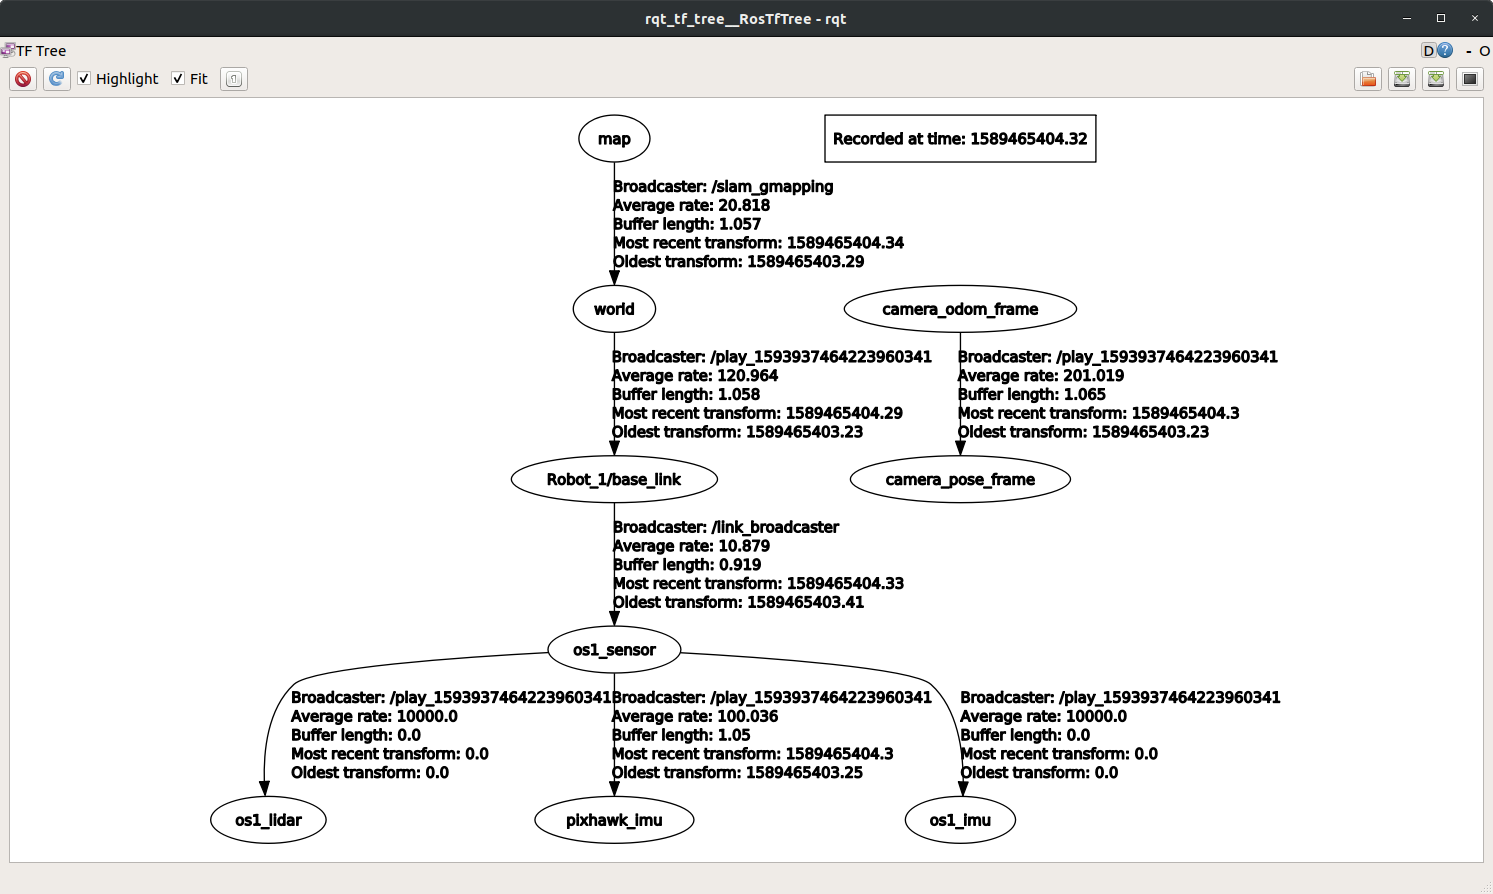 rqt_tf_tree__RosTfTree - rqt
TF Tree
D
- O
Highlight
Fit
map
Recorded at time: 1589465404.32
Broadcaster: /slam_gmapping
Average rate: 20.818
Buffer length: 1.057
Most recent transform: 1589465404.34
Oldest transform: 1589465403.29
world
camera_odom_frame
Broadcaster: /play_1593937464223960341
Average rate: 120.964
Buffer length: 1.058
Most recent transform: 1589465404.29
Oldest transform: 1589465403.23
Broadcaster: /play_1593937464223960341
Average rate: 201.019
Buffer length: 1.065
Most recent transform: 1589465404.3
Oldest transform: 1589465403.23
Robot_1/base_link
camera_pose_frame
Broadcaster: /link_broadcaster
Average rate: 10.879
Buffer length: 0.919
Most recent transform: 1589465404.33
Oldest transform: 1589465403.41
os1_sensor
Broadcaster: /play_1593937464223960341
Average rate: 10000.0
Buffer length: 0.0
Most recent transform: 0.0
Oldest transform: 0.0
Broadcaster: /play_1593937464223960341
Average rate: 100.036
Buffer length: 1.05
Most recent transform: 1589465404.3
Oldest transform: 1589465403.25
Broadcaster: /play_1593937464223960341
Average rate: 10000.0
Buffer length: 0.0
Most recent transform: 0.0
Oldest transform: 0.0
os1_lidar
pixhawk_imu
os1_imu